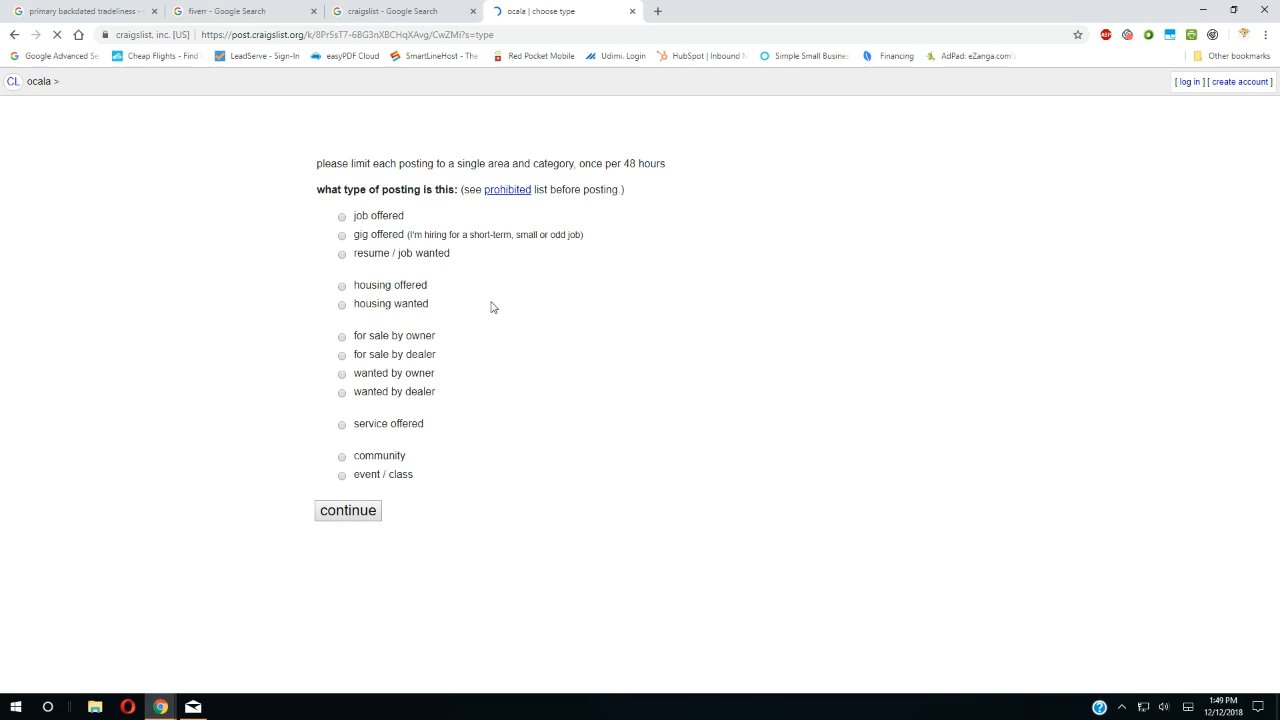 primary backdated tradeliness -
fiverr - Google Search
craigslist - Google Search
ocala | choose type
craigslist, inc. [US] | https://post.craigslist.org/k/8Pr5sT7-6BG3nXBCHqXAvg/CwZMi?s=type
Google Advanced Se
Cheap Flights - Find
LeadServe - Sign-In
easyPDF Cloud
SmartLineHost - The
Red Pocket Mobile
Udimi. Login
HubSpot | Inbound
Simple Small Busine
Financing
AdPad: eZanga.com'
Other bookmarks
CL ocala >
[ log in ] [ create account ]
please limit each posting to a single area and category, once per 48 hours
what type of posting is this: (see prohibited list before posting.)
job offered
gig offered (I'm hiring for a short-term, small or odd job)
resume / job wanted
housing offered
housing wanted
for sale by owner
for sale by dealer
wanted by owner
wanted by dealer
service offered
community
event / class
continue
1:49 PM
12/12/2018